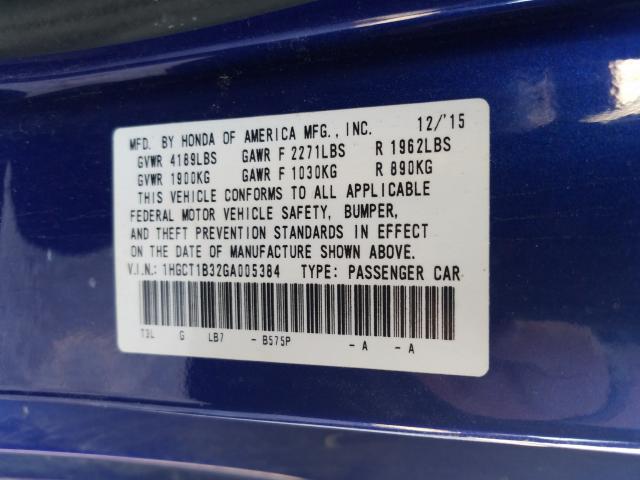 MFD. BY HONDA OF AMERICA MFG., INC. 12/'15
GVWR 4189LBS GAWR F 2271LBS R 1962LBS
GVWR 1900KG GAWR F 1030KG R 890KG
THIS VEHICLE CONFORMS TO ALL APPLICABLE
FEDERAL MOTOR VEHICLE SAFETY, BUMPER,
AND THEFT PREVENTION STANDARDS IN EFFECT
ON THE DATE OF MANUFACTURE SHOWN ABOVE.
V.I.N.: 1HGCT1B32GA005384 TYPE: PASSENGER CAR
T3L G LB7 - B575P - A - A